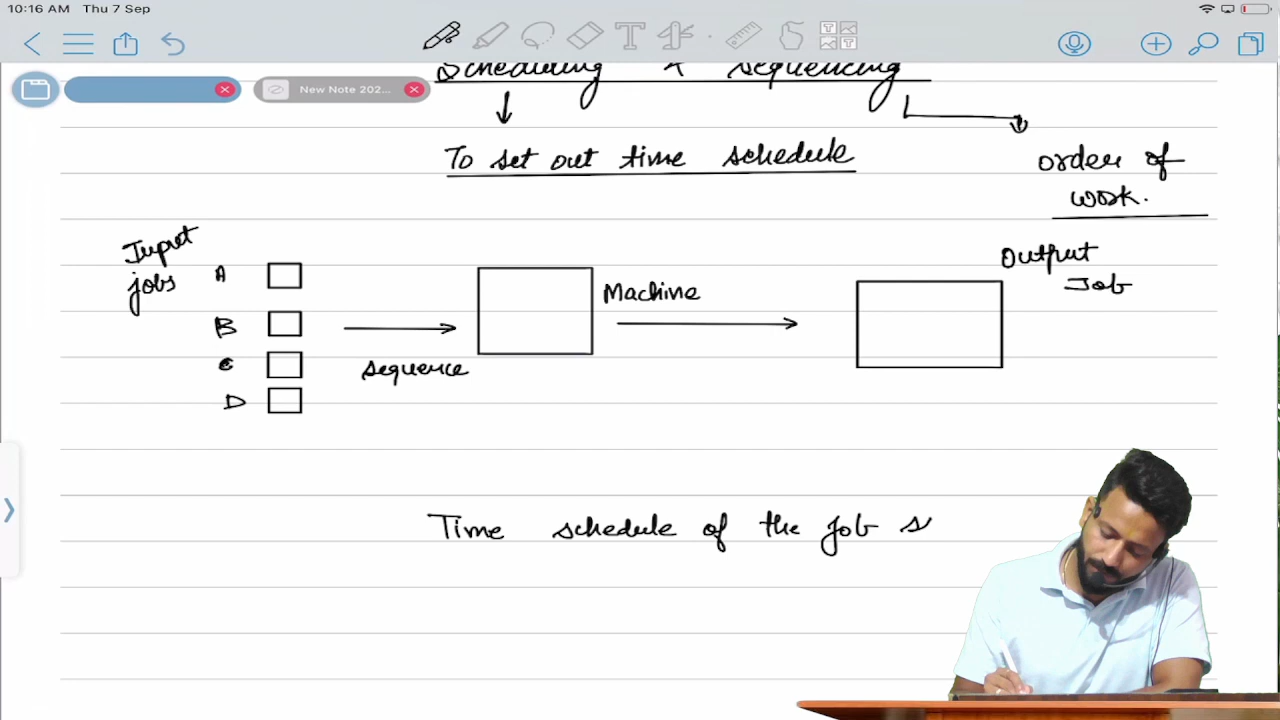 10:16 AM Thu 7 Sep
New Note 202...
Scheduling & sequencing
To set out time schedule
order of
work.
Input
jobs
A
B
C
D
sequence
Machine
Output
Job
Time schedule of the job s